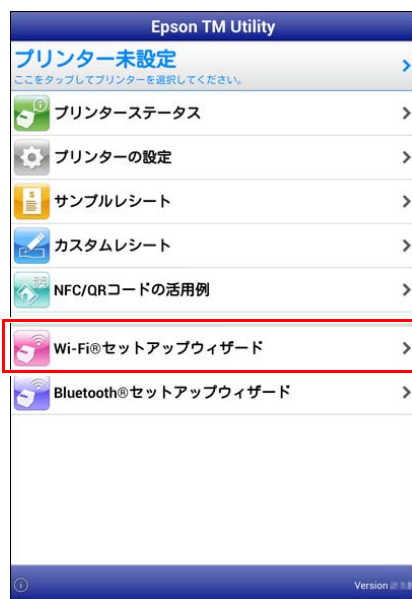 Epson TM Utility
プリンター未設定
ここをタップしてプリンターを選択してください。
プリンターステータス
プリンターの設定
サンプルレシート
カスタムレシート
NFC/QRコードの活用例
Wi-Fi®セットアップウィザード
Bluetooth®セットアップウィザード
Version